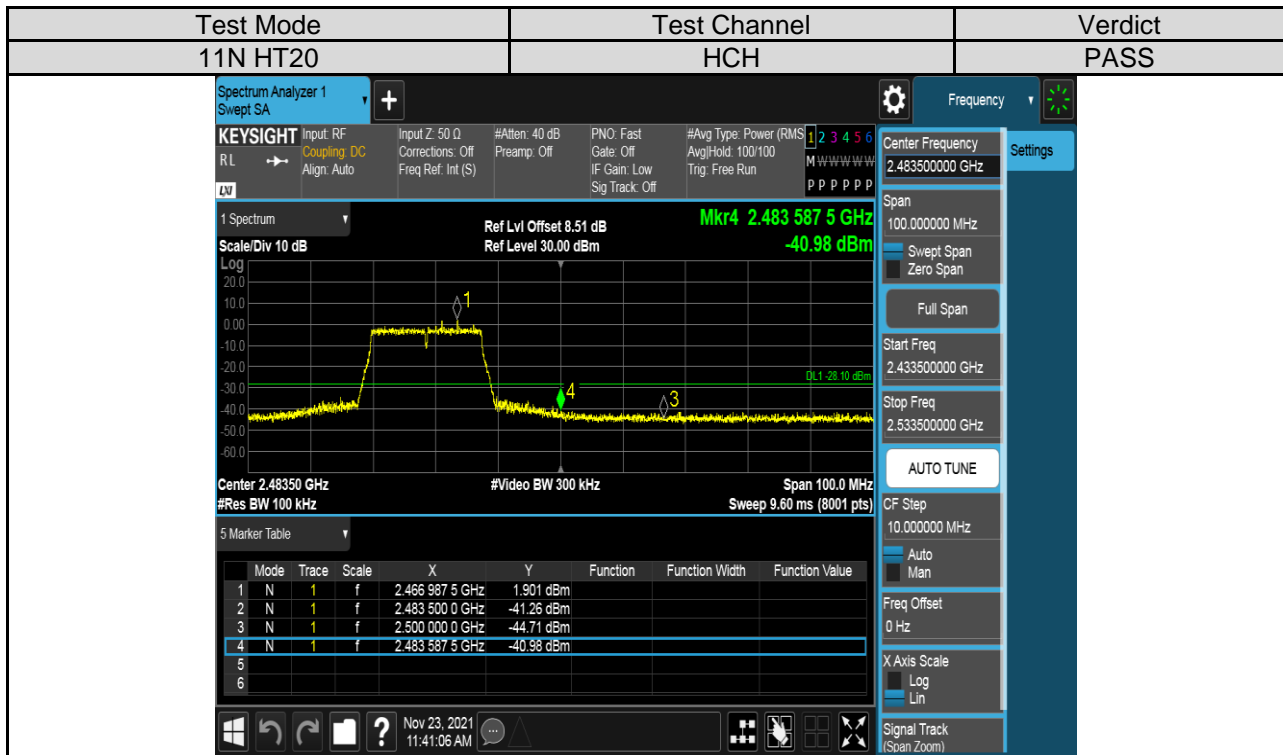 Test Mode Test Channel Verdict
11N HT20 HCH PASS
Spectrum Analyzer 1
Swept SA
+
Frequency
KEYSIGHT
RL
LXI
Input: RF
Coupling: DC
Align: Auto
Input Z: 50 Ω
Corrections: Off
Freq Ref: Int (S)
#Atten: 40 dB
Preamp: Off
PNO: Fast
Gate: Off
IF Gain: Low
Sig Track: Off
#Avg Type: Power (RMS
Avg|Hold: 100/100
Trig: Free Run
1 2 3 4 5 6
M W W W W W
P P P P P P
1 Spectrum
Scale/Div 10 dB
Ref Lvl Offset 8.51 dB
Ref Level 30.00 dBm
Mkr4 2.483 587 5 GHz
-40.98 dBm
Log
20.0
10.0
0.00
-10.0
-20.0
-30.0
-40.0
-50.0
-60.0
1
DL1 -28.10 dBm
4
3
Center 2.48350 GHz
#Res BW 100 kHz
#Video BW 300 kHz
Span 100.0 MHz
Sweep 9.60 ms (8001 pts)
5 Marker Table
Mode Trace Scale X Y Function Function Width Function Value
1 N 1 f 2.466 987 5 GHz 1.901 dBm
2 N 1 f 2.483 500 0 GHz -41.26 dBm
3 N 1 f 2.500 000 0 GHz -44.71 dBm
4 N 1 f 2.483 587 5 GHz -40.98 dBm
5
6
?
Nov 23, 2021
11:41:06 AM
Center Frequency
2.483500000 GHz
Span
100.000000 MHz
Swept Span
Zero Span
Full Span
Start Freq
2.433500000 GHz
Stop Freq
2.533500000 GHz
AUTO TUNE
CF Step
10.000000 MHz
Auto
Man
Freq Offset
0 Hz
X Axis Scale
Log
Lin
Signal Track
(Span Zoom)
Settings